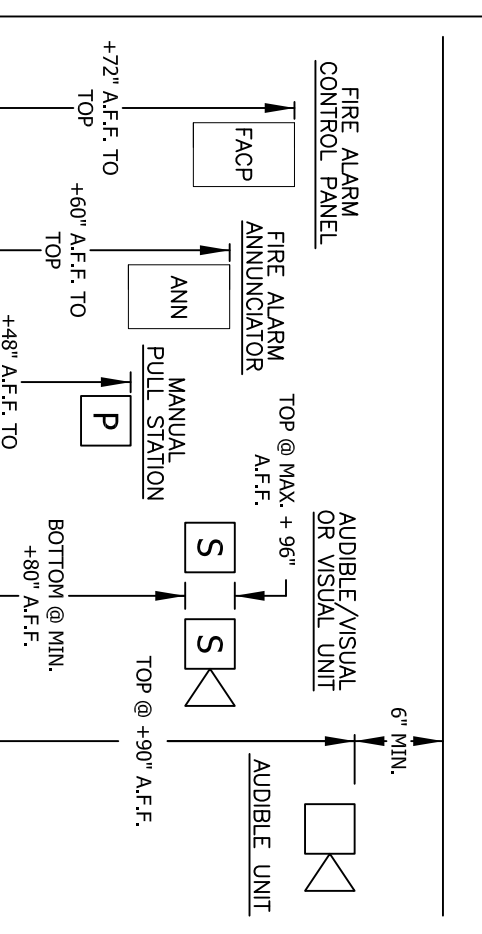 FIRE ALARM
CONTROL PANEL
FACP
+72" A.F.F. TO
TOP
FIRE ALARM
ANNUNCIATOR
ANN
+60" A.F.F. TO
TOP
MANUAL
PULL STATION
P
+48" A.F.F. TO
AUDIBLE/VISUAL
OR VISUAL UNIT
TOP @ MAX. + 96"
A.F.F.
S
S
BOTTOM @ MIN.
+80" A.F.F.
6" MIN.
AUDIBLE UNIT
TOP @ +90" A.F.F.